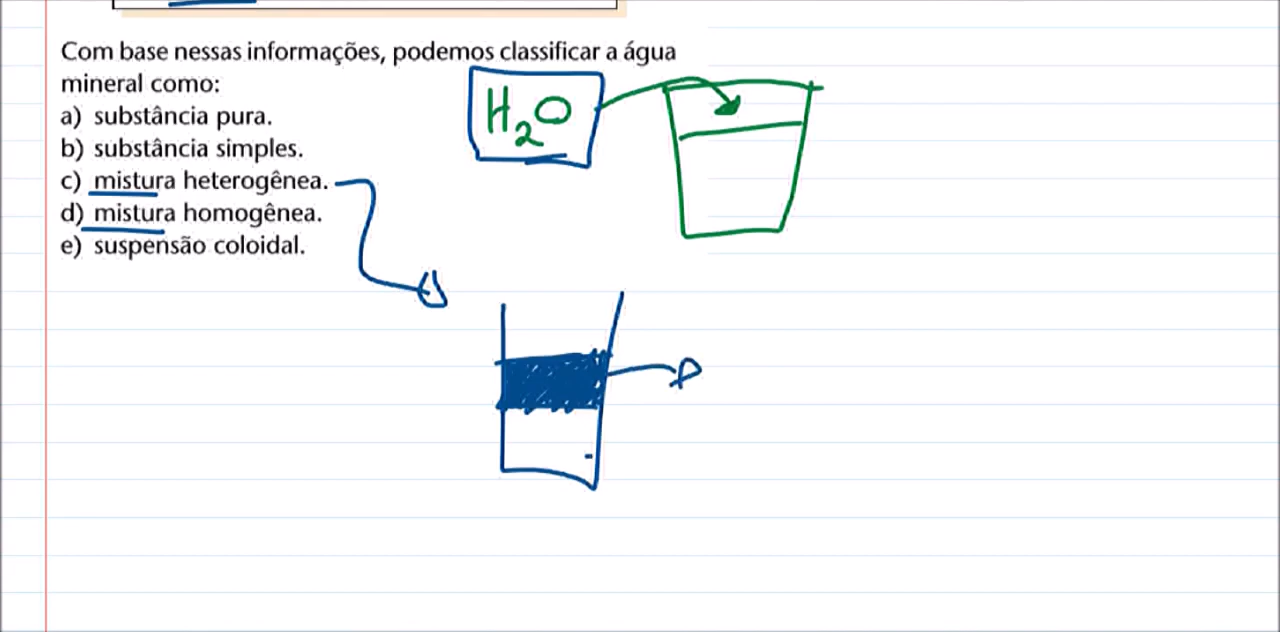 Com base nessas informações, podemos classificar a água
mineral como:
a) substância pura.
b) substância simples.
c) mistura heterogênea.
d) mistura homogênea.
e) suspensão coloidal.
H₂O